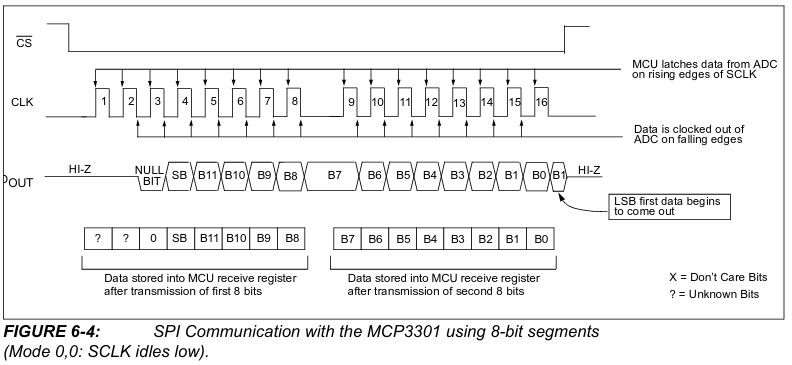 CS
MCU latches data from ADC
on rising edges of SCLK
CLK
1 2 3 4 5 6 7 8 9 10 11 12 13 14 15 16
Data is clocked out of
ADC on falling edges
HI-Z NULL BIT SB B11 B10 B9 B8 B7 B6 B5 B4 B3 B2 B1 B0 B1 HI-Z
DOUT
LSB first data begins
to come out
? ? 0 SB B11 B10 B9 B8 B7 B6 B5 B4 B3 B2 B1 B0
Data stored into MCU receive register
after transmission of first 8 bits
Data stored into MCU receive register
after transmission of second 8 bits
X = Don't Care Bits
? = Unknown Bits
FIGURE 6-4: SPI Communication with the MCP3301 using 8-bit segments
(Mode 0,0: SCLK idles low).